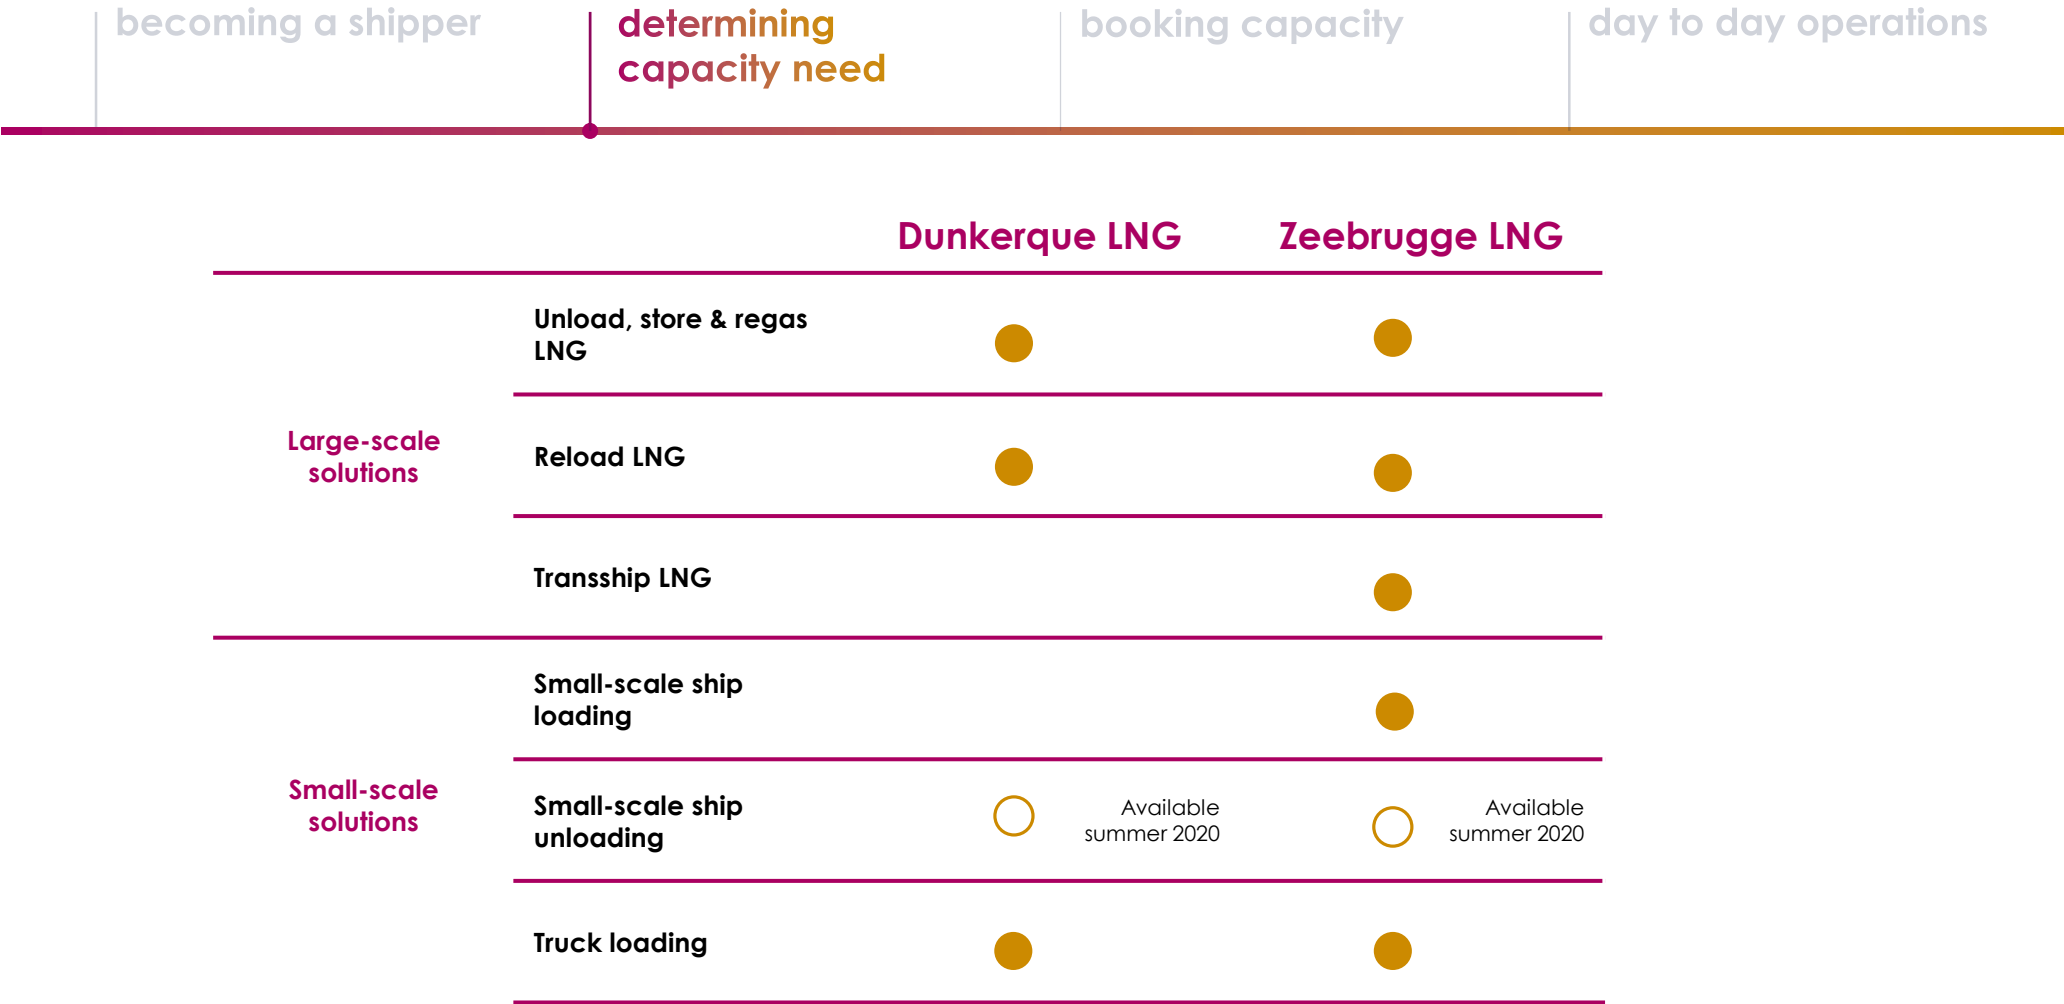 becoming a shipper
determining
capacity need
booking capacity
day to day operations
Dunkerque LNG
Zeebrugge LNG
Large-scale
solutions
Unload, store & regas
LNG
Reload LNG
Transship LNG
Small-scale
solutions
Small-scale ship
loading
Small-scale ship
unloading
Available
summer 2020
Available
summer 2020
Truck loading